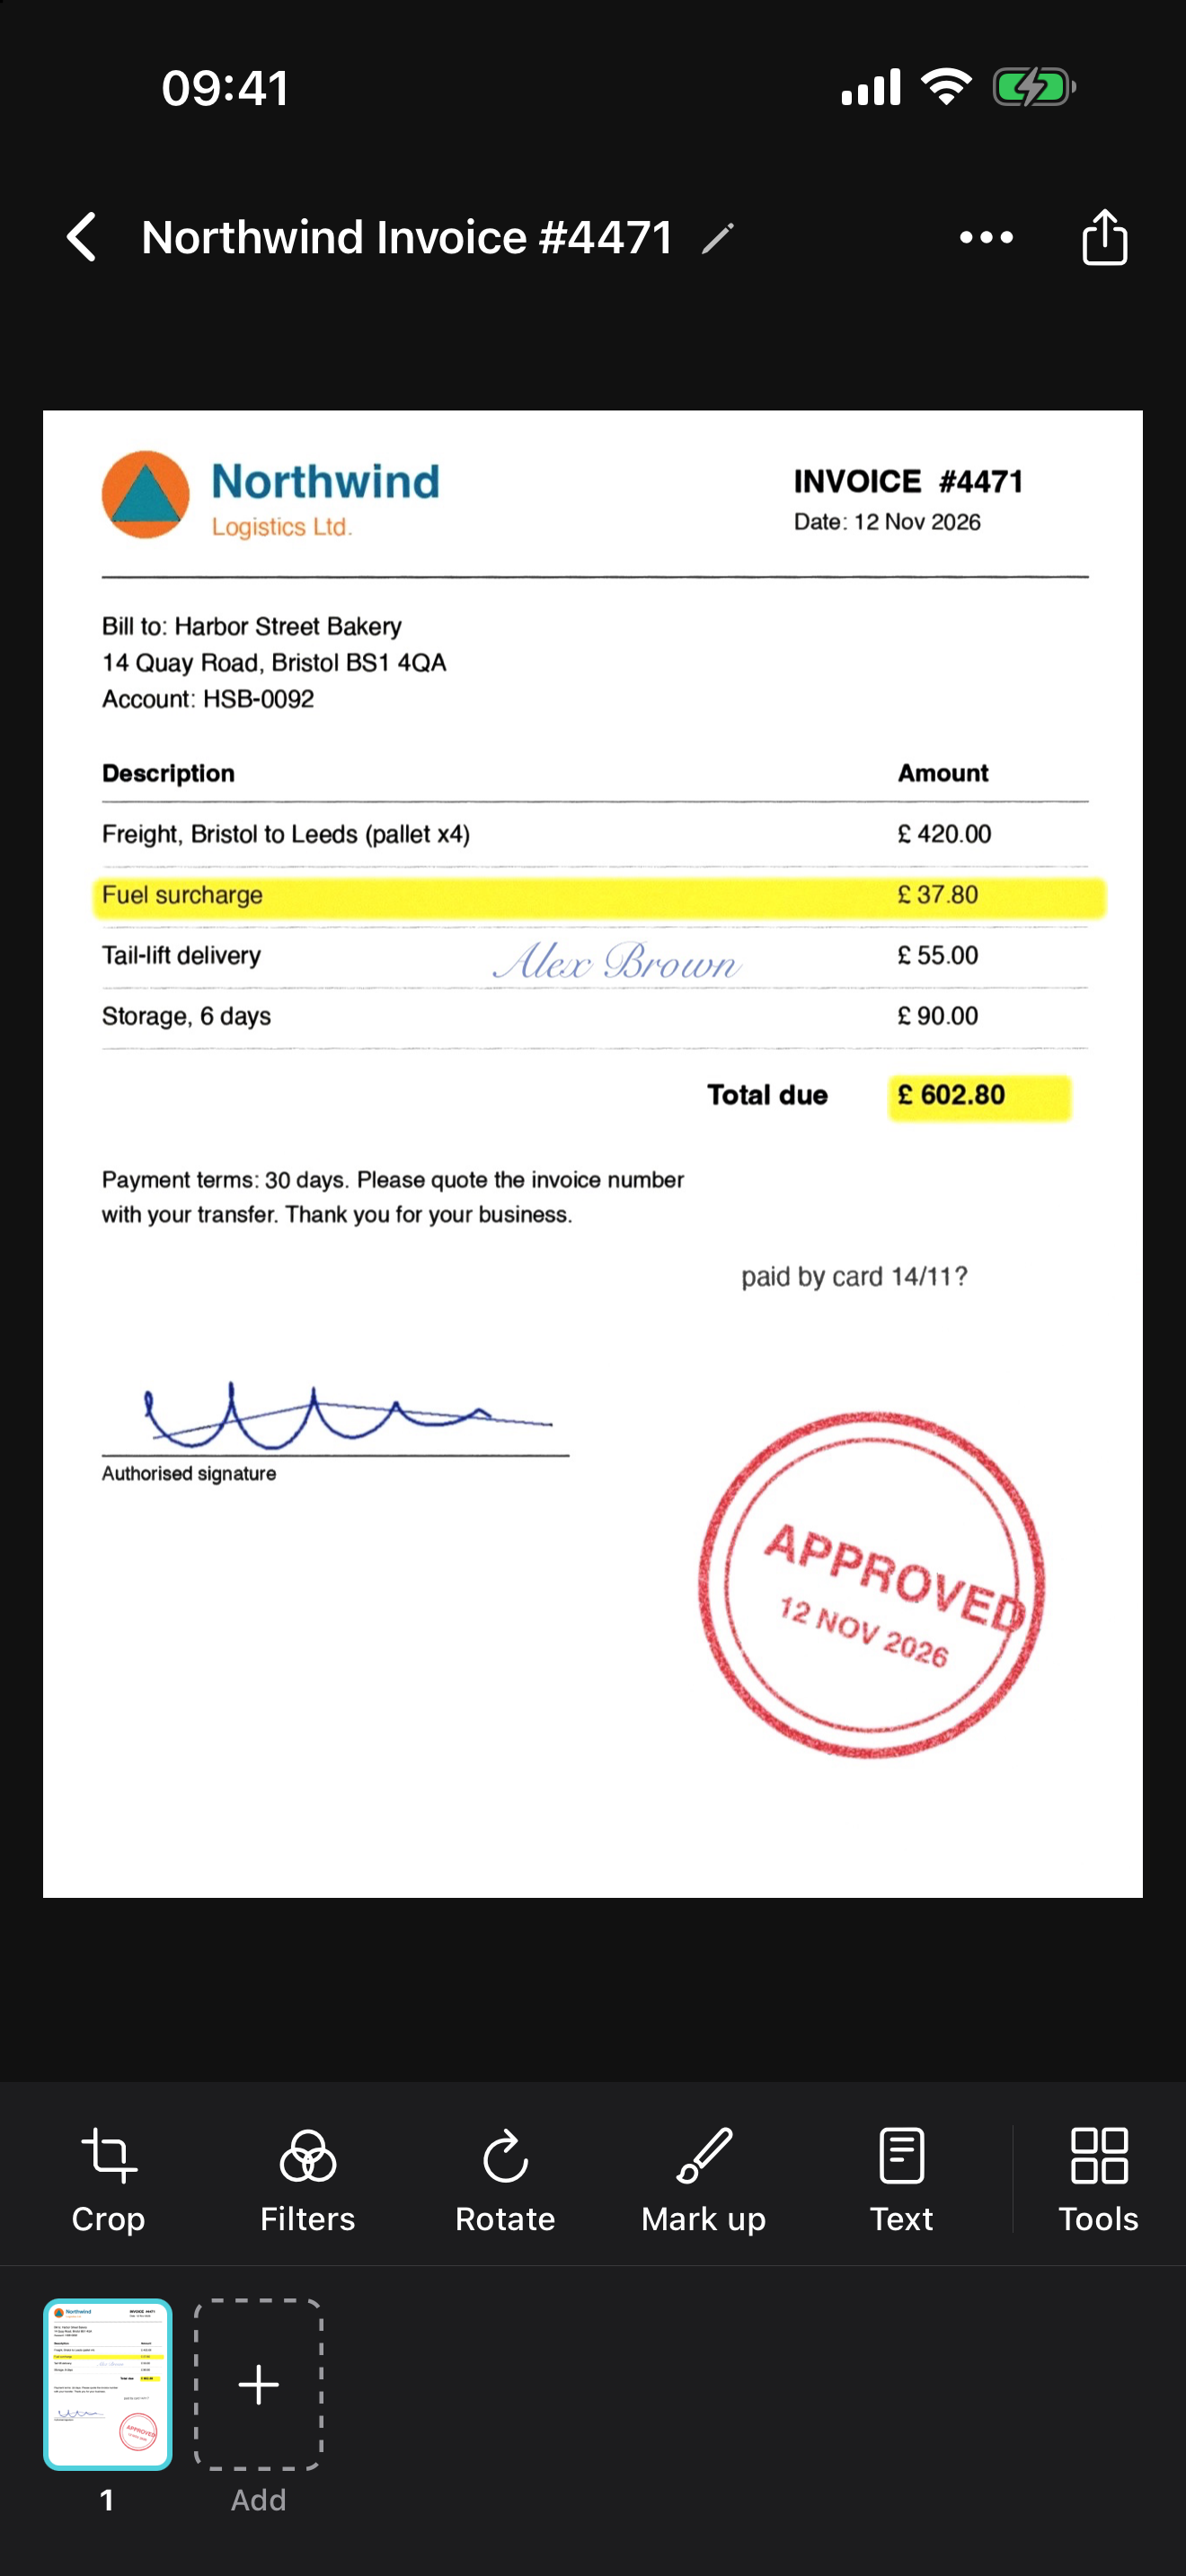 09:41
Northwind Invoice #4471
Northwind
Logistics Ltd.
INVOICE #4471
Date: 12 Nov 2026
Bill to: Harbor Street Bakery
14 Quay Road, Bristol BS1 4QA
Account: HSB-0092
Description Amount
Freight, Bristol to Leeds (pallet x4) £ 420.00
Fuel surcharge £ 37.80
Tail-lift delivery Alex Brown £ 55.00
Storage, 6 days £ 90.00
Total due £ 602.80
Payment terms: 30 days. Please quote the invoice number
with your transfer. Thank you for your business.
paid by card 14/11?
Authorised signature
APPROVED
12 NOV 2026
Crop Filters Rotate Mark up Text Tools
1 Add